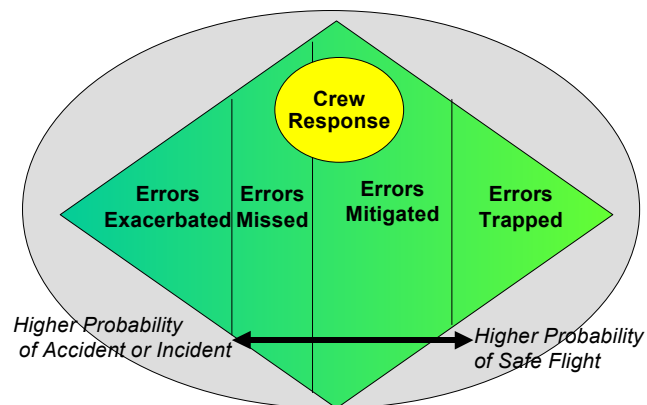 Crew
Response
Errors
Exacerbated
Errors
Missed
Errors
Mitigated
Errors
Trapped
Higher Probability
of Accident or Incident
Higher Probability
of Safe Flight